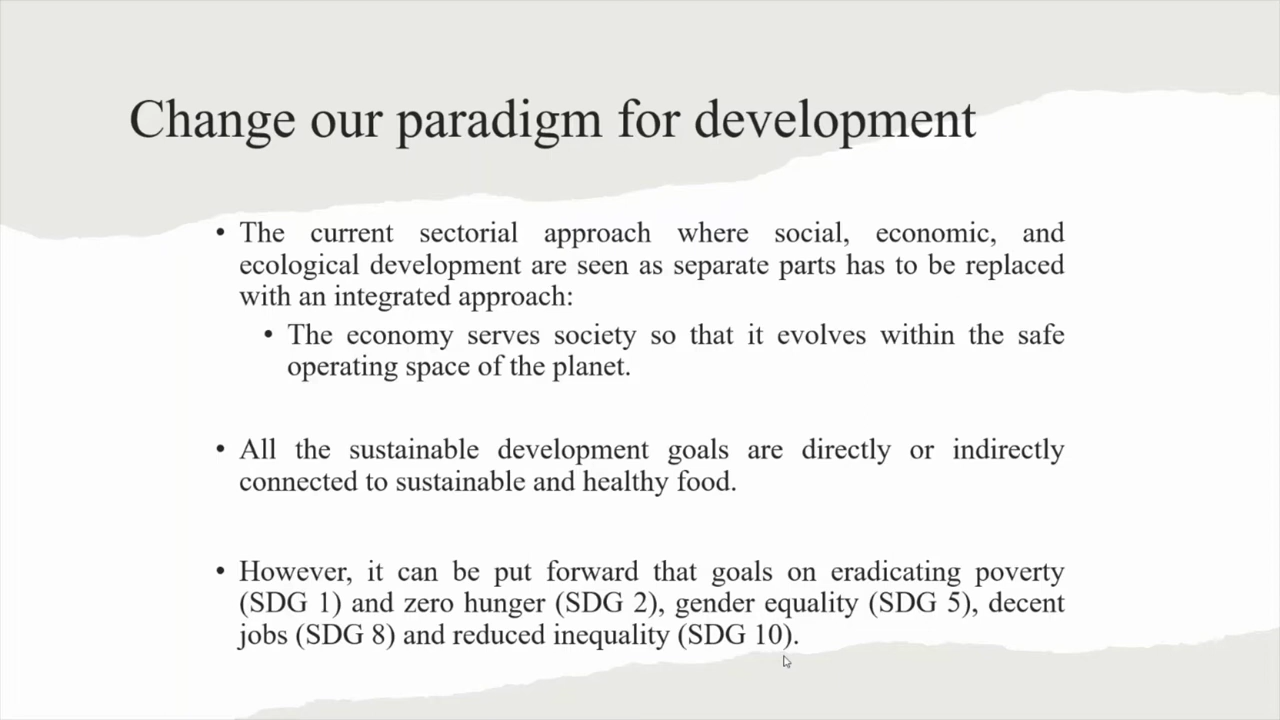 Change our paradigm for development
• The current sectorial approach where social, economic, and
ecological development are seen as separate parts has to be replaced
with an integrated approach:
• The economy serves society so that it evolves within the safe
operating space of the planet.
• All the sustainable development goals are directly or indirectly
connected to sustainable and healthy food.
• However, it can be put forward that goals on eradicating poverty
(SDG 1) and zero hunger (SDG 2), gender equality (SDG 5), decent
jobs (SDG 8) and reduced inequality (SDG 10).